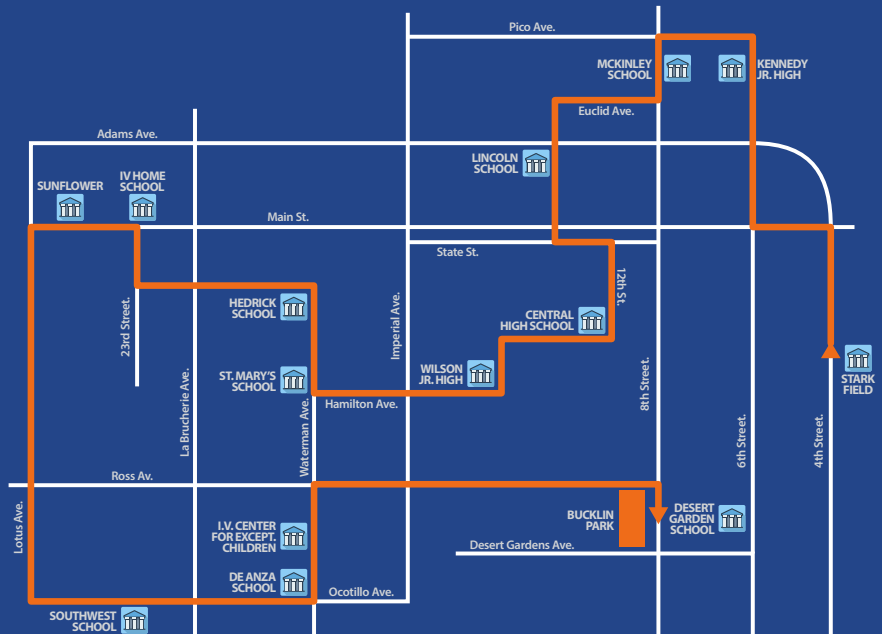 Pico Ave.
MCKINLEY
SCHOOL
KENNEDY
JR. HIGH
Euclid Ave.
Adams Ave.
LINCOLN
SCHOOL
IV HOME
SCHOOL
SUNFLOWER
Main St.
State St.
12th St.
23rd Street.
HEDRICK
SCHOOL
Imperial Ave.
CENTRAL
HIGH SCHOOL
La Brucherie Ave.
ST. MARY'S
SCHOOL
WILSON
JR. HIGH
8th Street.
STARK
FIELD
Hamilton Ave.
Waterman Ave.
6th Street.
4th Street.
Ross Av.
Lotus Ave.
I.V. CENTER
FOR EXCEPT.
CHILDREN
BUCKLIN
PARK
DESERT
GARDEN
SCHOOL
Desert Gardens Ave.
DE ANZA
SCHOOL
Ocotillo Ave.
SOUTHWEST
SCHOOL